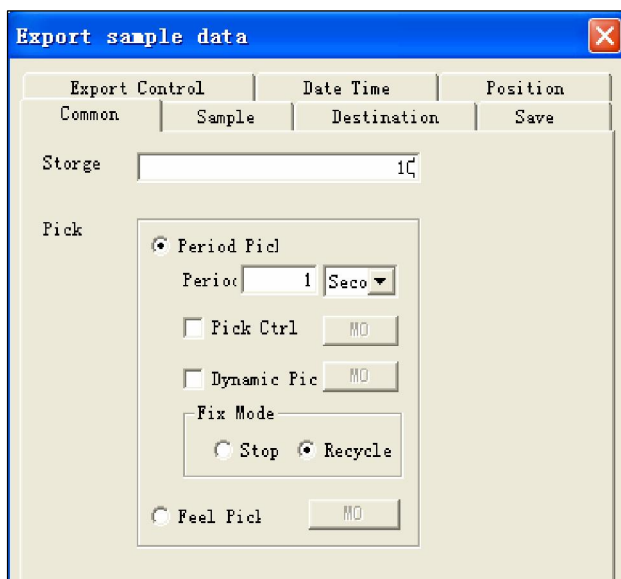 Export sample data
Export Control Date Time Position
Common Sample Destination Save
Storge
Pick
Period Picl
Perioc 1 Seco
Pick Ctrl M0
Dynamic Pic M0
Fix Mode
Stop Recycle
Feel Picl M0